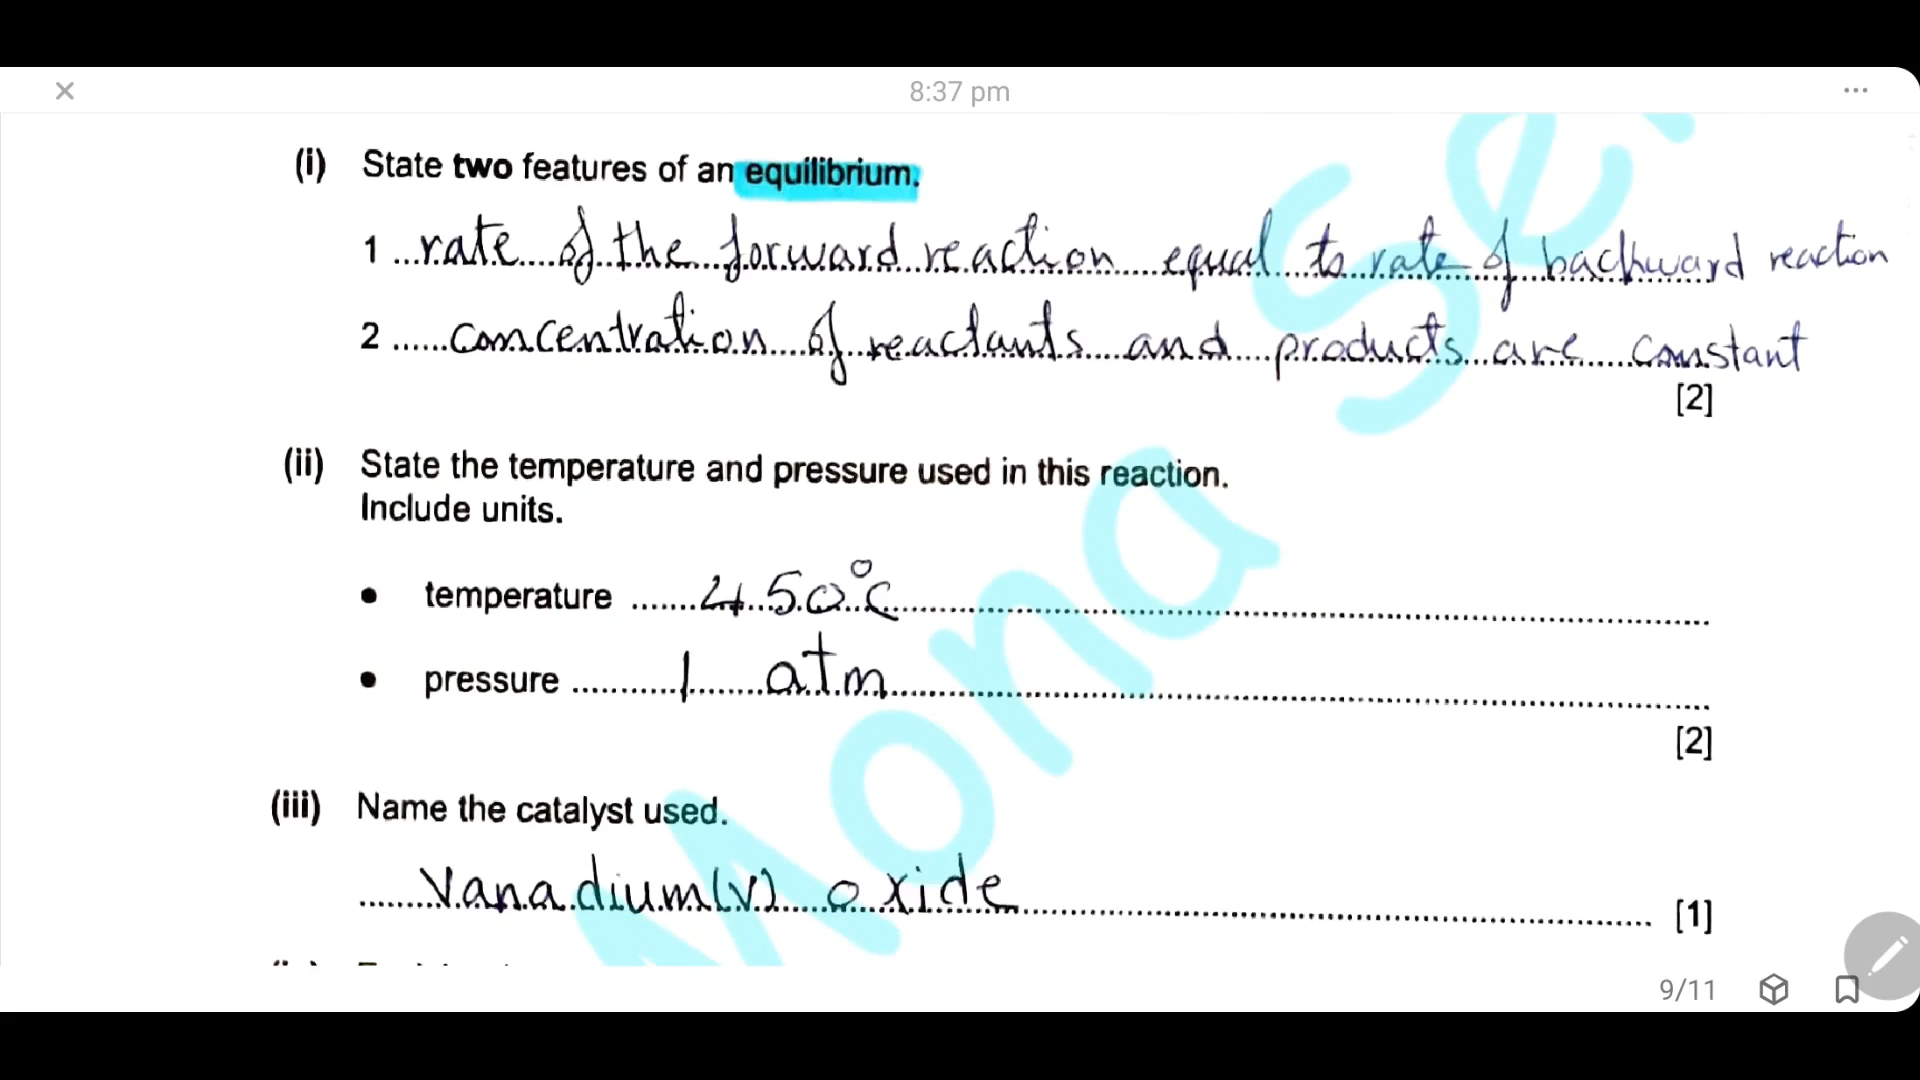 8:37 pm
(i) State two features of an equilibrium.
1 rate of the forward reaction equal to rate of backward reaction
2 concentration of reactants and products are constant
[2]
(ii) State the temperature and pressure used in this reaction.
Include units.
• temperature 450°C
• pressure 1 atm
[2]
(iii) Name the catalyst used.
Vanadium(V) oxide [1]
Mona Se
9/11